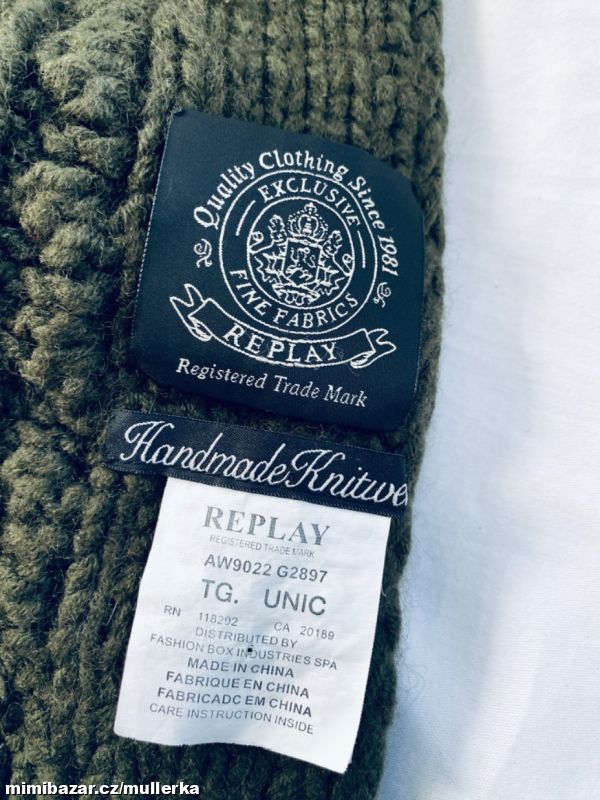 Quality Clothing Since 1981
EXCLUSIVE
FINE FABRICS
REPLAY
Registered Trade Mark
Handmade Knitwe
REPLAY
REGISTERED TRADE MARK
AW9022 G2897
TG. UNIC
RN 118292 CA 20189
DISTRIBUTED BY
FASHION BOX INDUSTRIES SPA
MADE IN CHINA
FABRIQUE EN CHINA
FABRICADC EM CHINA
CARE INSTRUCTION INSIDE
mimibazar.cz/mullerka